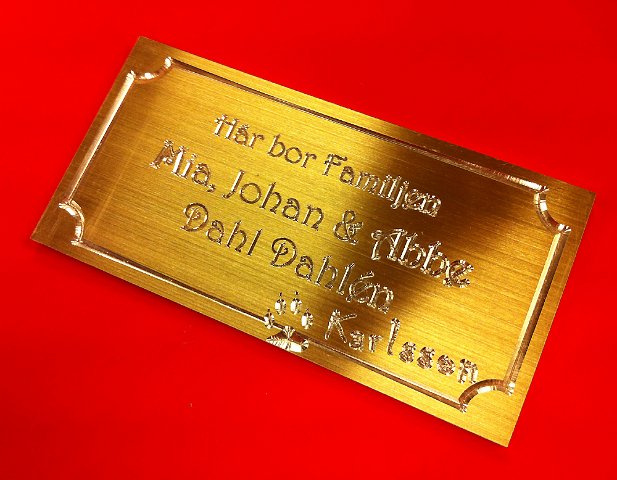 Här bor Familjen
Mia, Johan & Abbe
Dahl Dahlén
Karlsson